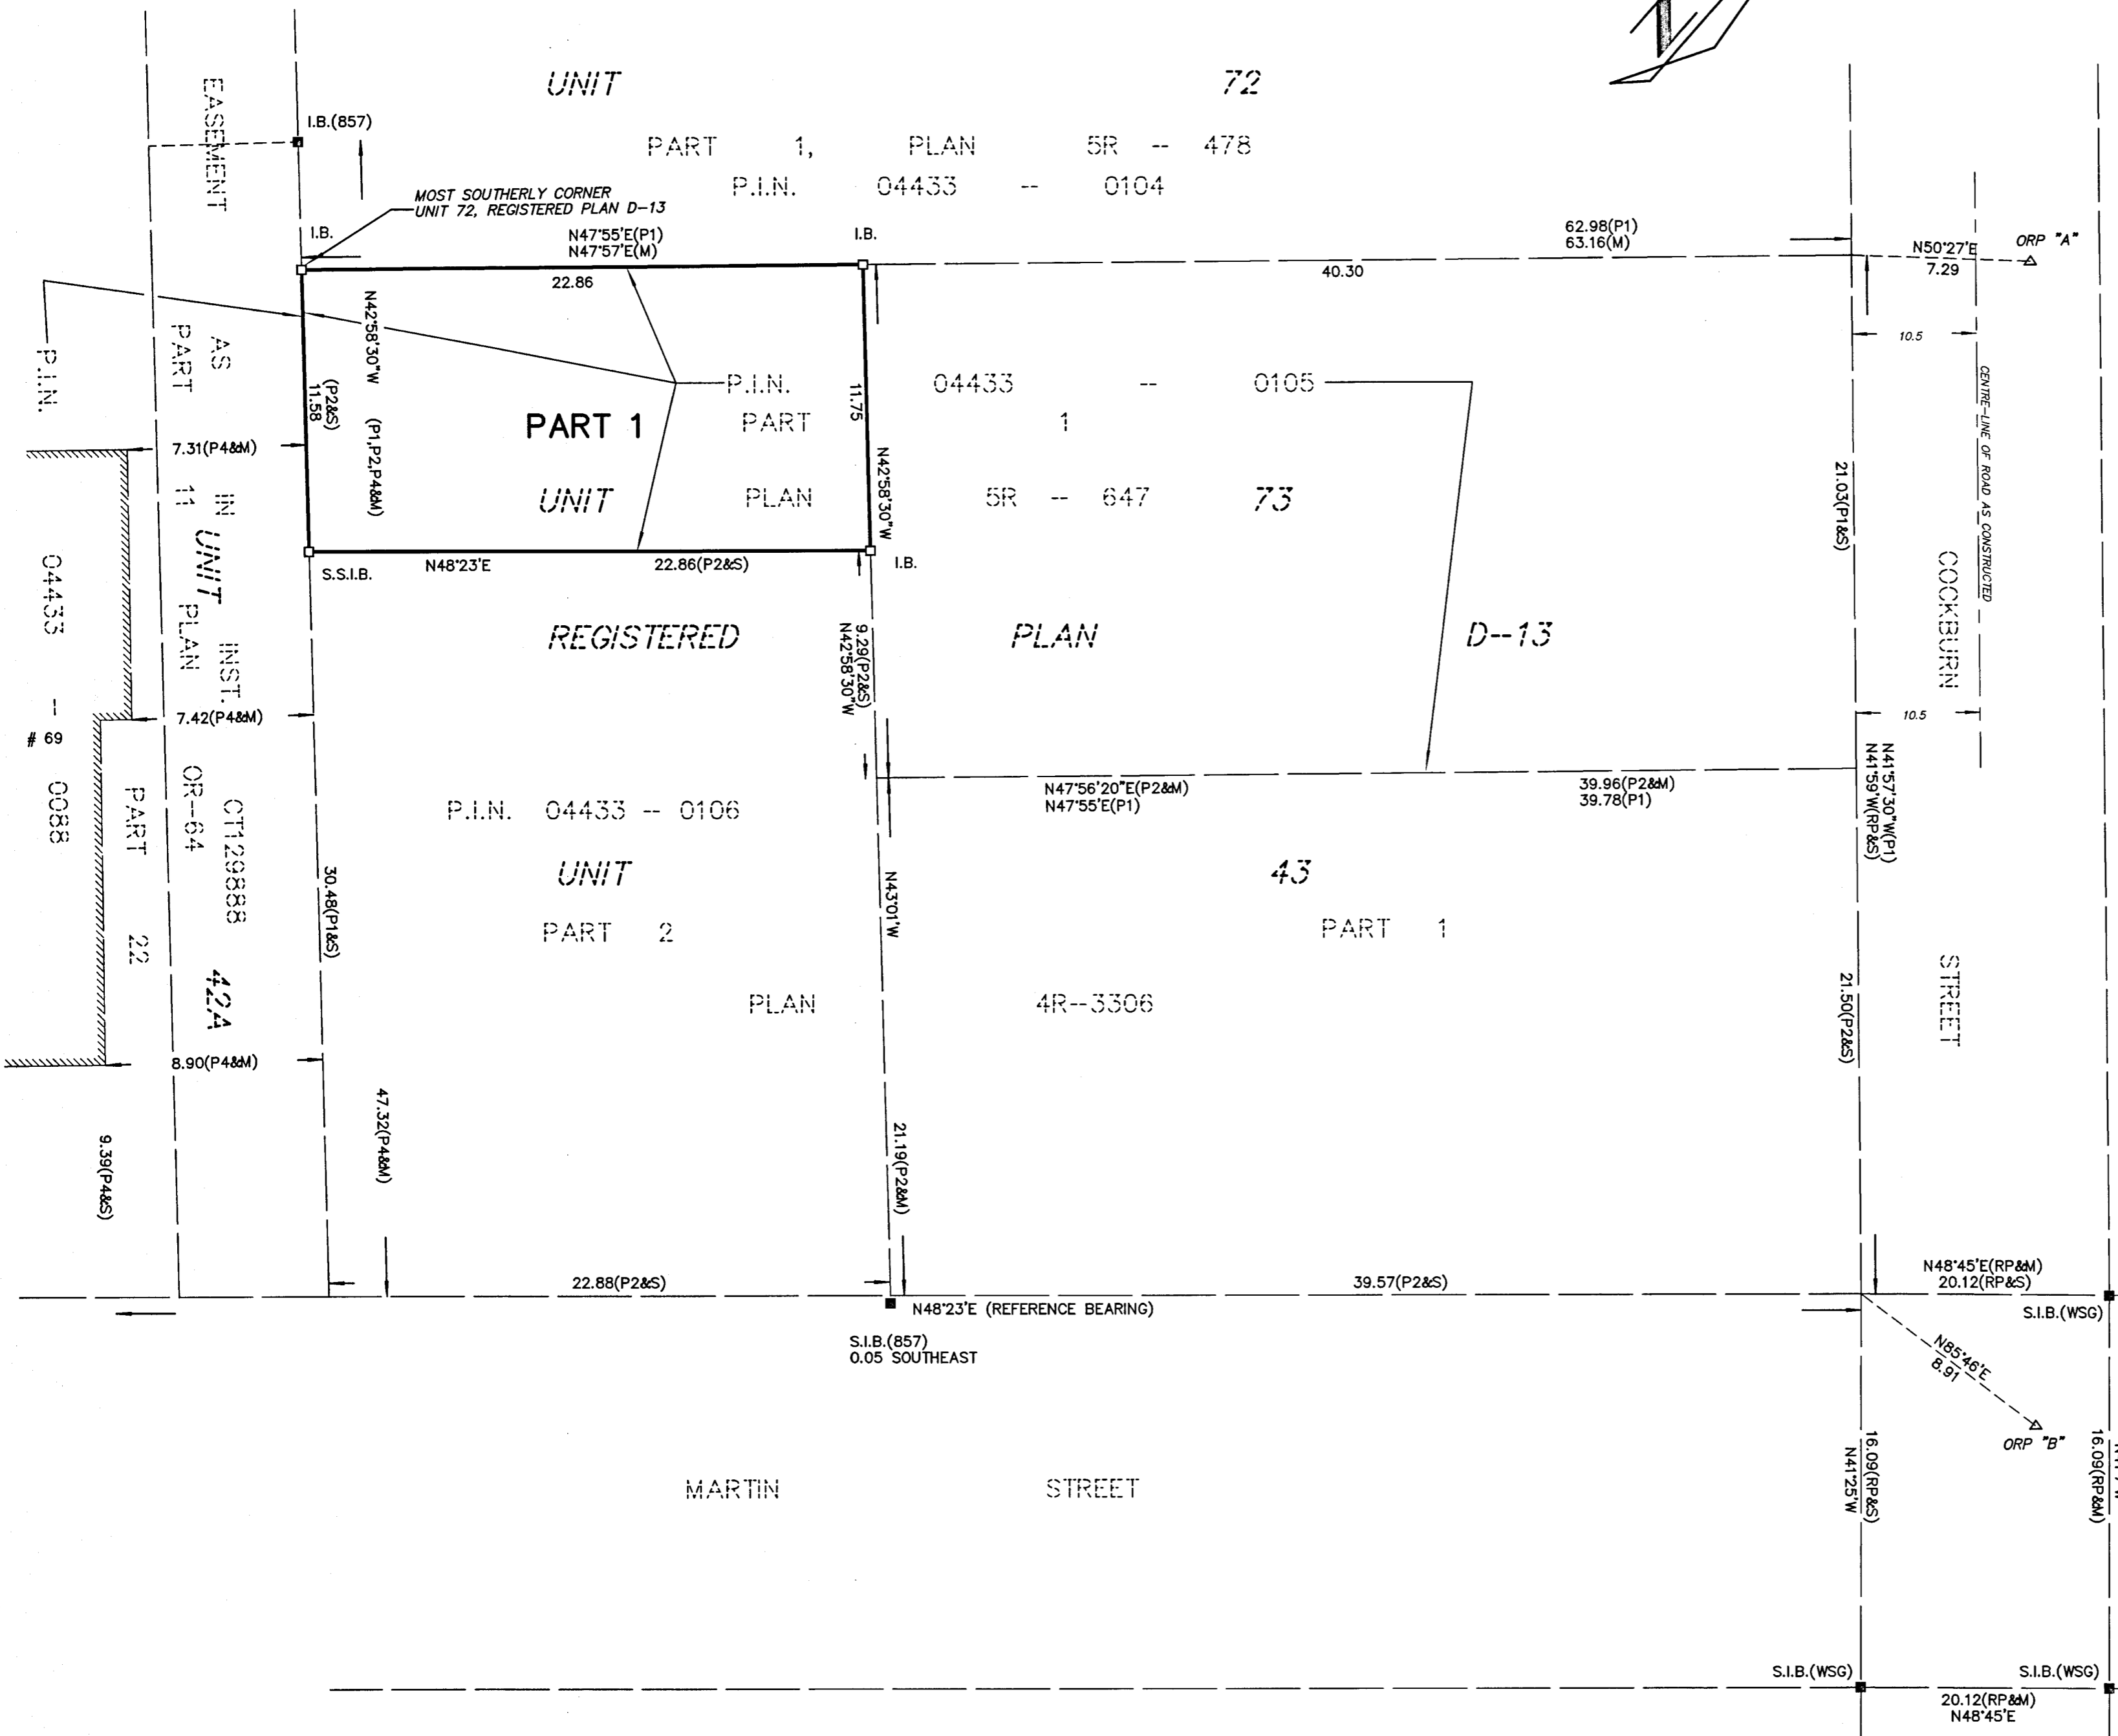 UNIT 72
PART 1, PLAN 5R -- 478
P.I.N. 04433 -- 0104
EASEMENT
I.B.(857)
MOST SOUTHERLY CORNER
UNIT 72, REGISTERED PLAN D-13
I.B.
N47°55'E(P1)
N47°57'E(M)
I.B.
62.98(P1)
63.16(M)
N50°27'E
7.29
ORP "A"
22.86
40.30
10.5
P.I.N.
AS IN INST. CT129888
PART 11 PLAN OR-64
(P2&S)
11.58
N42°58'30"W (P1,P2,P4&M)
P.I.N. 04433 -- 0105
PART 1
PART 1
11.75
N42°58'30"W
7.31(P4&M)
UNIT 73
PLAN 5R -- 647
21.03(P1&S)
CENTRE-LINE OF ROAD AS CONSTRUCTED
COCKBURN STREET
S.S.I.B.
N48°23'E
22.86(P2&S)
I.B.
04433 -- 0088
UNIT 42A
REGISTERED PLAN D--13
9.29(P2&S)
N42°58'30"W
7.42(P4&M)
10.5
# 69
N41°57'30"W(P1)
N41°59'W(RP&S)
N47°56'20"E(P2&M)
N47°55'E(P1)
39.96(P2&M)
39.78(P1)
P.I.N. 04433 -- 0106
PART 22
UNIT 43
30.48(P1&S)
N43°01'W
PART 2
PART 1
PLAN 4R--3306
21.50(P2&S)
8.90(P4&M)
47.32(P4&M)
21.19(P2&M)
9.39(P4&S)
22.88(P2&S)
39.57(P2&S)
N48°45'E(RP&M)
20.12(RP&S)
N48°23'E (REFERENCE BEARING)
S.I.B.(WSG)
S.I.B.(857)
0.05 SOUTHEAST
N85°46'E
8.91
ORP "B"
16.09(RP&S)
N41°25'W
16.09(RP&M)
MARTIN STREET
S.I.B.(WSG)
S.I.B.(WSG)
20.12(RP&M)
N48°45'E